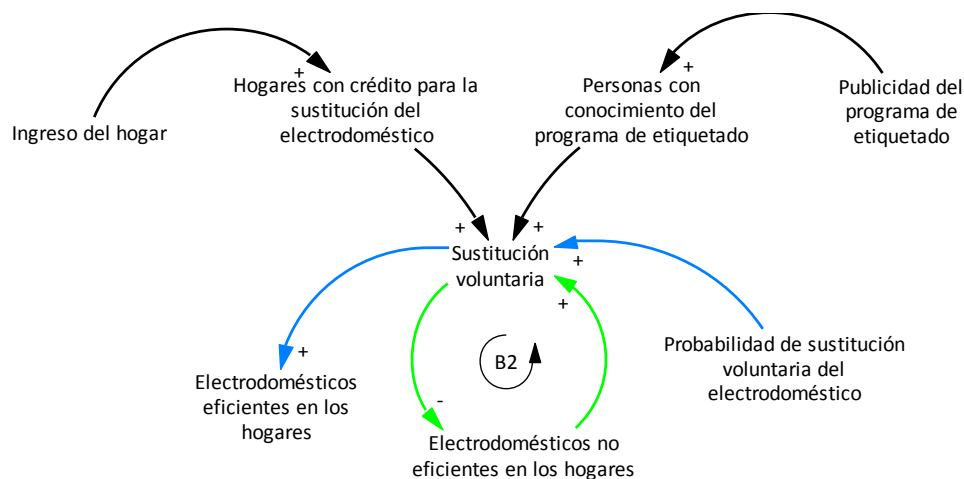 Ingreso del hogar
+
Hogares con crédito para la
sustitución del
electrodoméstico
+
Personas con
conocimiento del
programa de etiquetado
Publicidad del
programa de
etiquetado
+
+
Sustitución
voluntaria
+
+
+
Electrodomésticos
eficientes en los
hogares
B2
-
Electrodomésticos no
eficientes en los hogares
Probabilidad de sustitución
voluntaria del
electrodoméstico